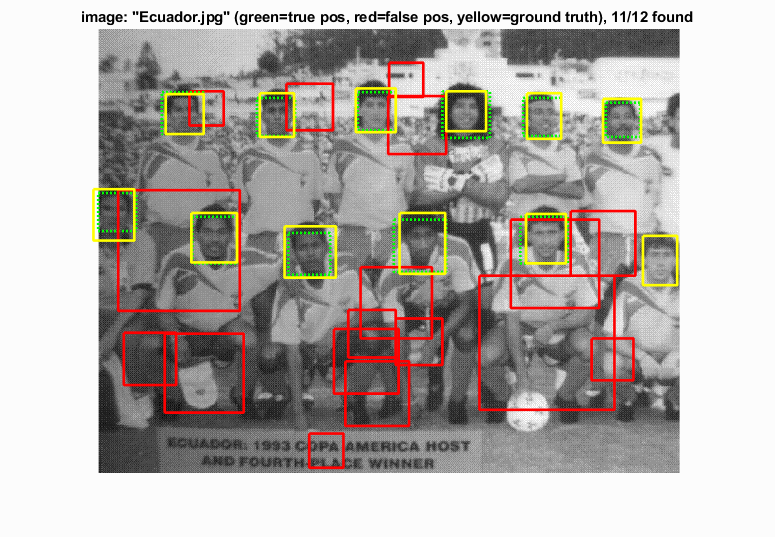 image: "Ecuador.jpg" (green=true pos, red=false pos, yellow=ground truth), 11/12 found
ECUADOR: 1993 COPA AMERICA HOST
AND FOURTH-PLACE WINNER